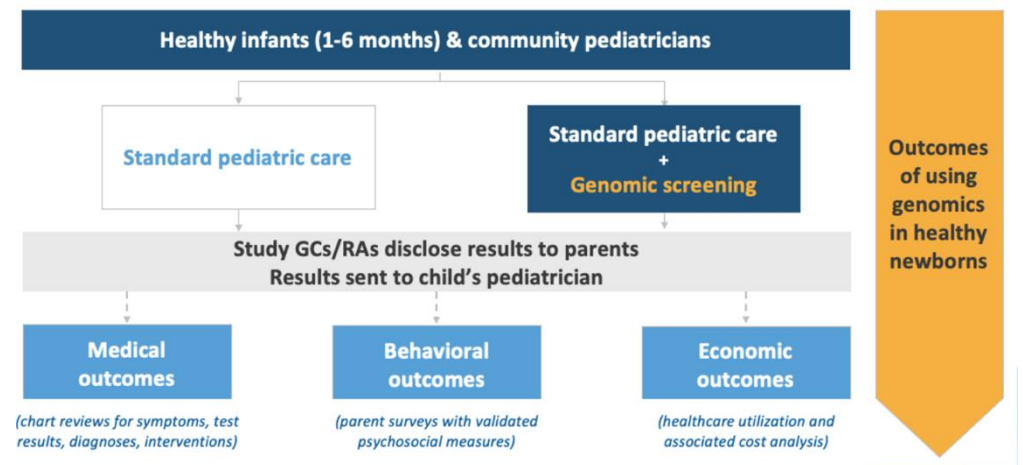 Healthy infants (1-6 months) & community pediatricians
Standard pediatric care
Standard pediatric care
+
Genomic screening
Study GCs/RAs disclose results to parents
Results sent to child's pediatrician
Medical
outcomes
(chart reviews for symptoms, test
results, diagnoses, interventions)
Behavioral
outcomes
(parent surveys with validated
psychosocial measures)
Economic
outcomes
(healthcare utilization and
associated cost analysis)
Outcomes
of using
genomics
in healthy
newborns